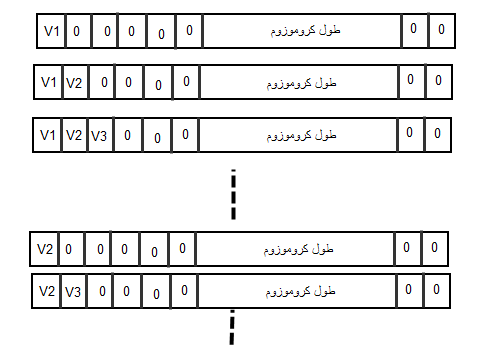 V1 0 0 0 0 0 طول کروموزوم 0 0
V1 V2 0 0 0 0 طول کروموزوم 0 0
V1 V2 V3 0 0 0 طول کروموزوم 0 0
V2 0 0 0 0 0 طول کروموزوم 0 0
V2 V3 0 0 0 0 طول کروموزوم 0 0